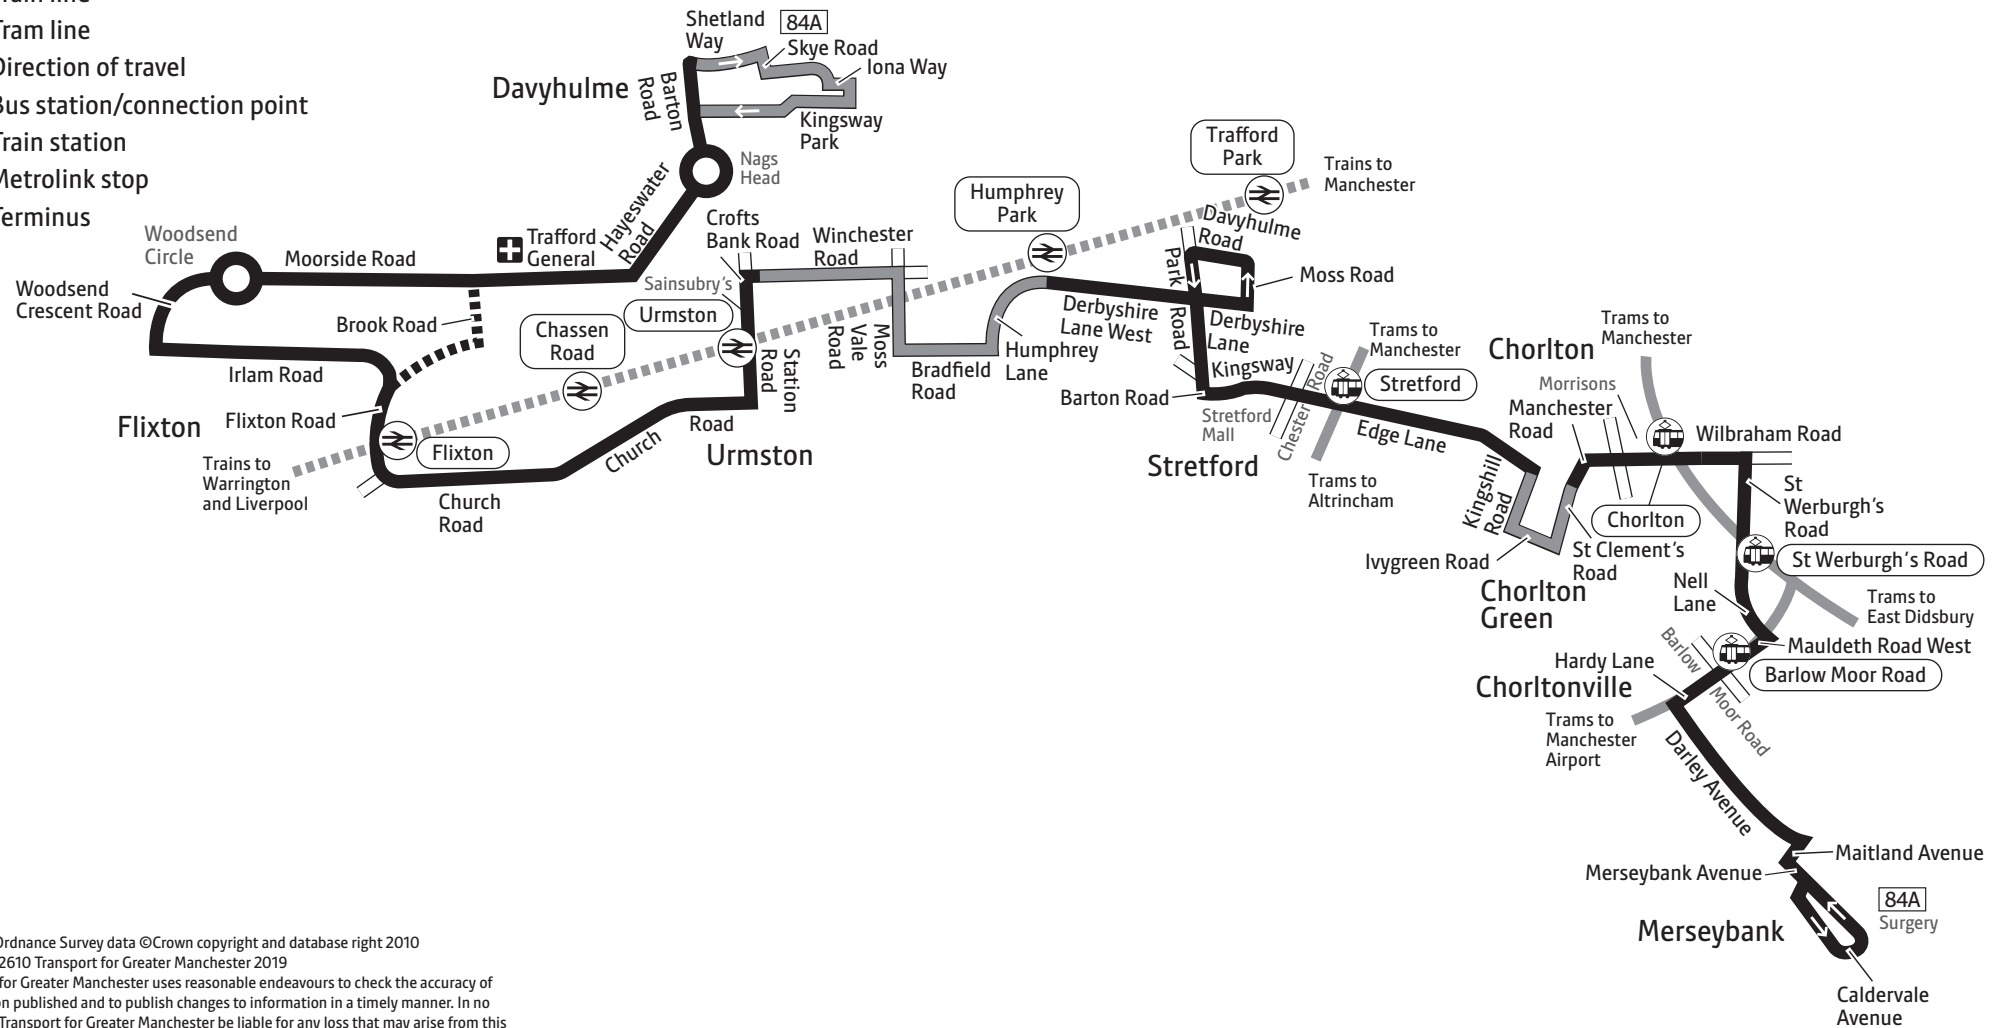 Tram line
Direction of travel
Bus station/connection point
Train station
Metrolink stop
Terminus
Shetland
Way
84A
Skye Road
Iona Way
Davyhulme
Barton
Road
Kingsway
Park
Nags
Head
Hayeswater
Road
Trafford
General
Woodsend
Circle
Moorside Road
Woodsend
Crescent Road
Brook Road
Irlam Road
Flixton Road
Flixton
Flixton
Trains to
Warrington
and Liverpool
Church
Road
Church
Road
Urmston
Chassen
Road
Urmston
Sainsubry's
Crofts
Bank Road
Station
Road
Winchester
Road
Moss
Vale
Road
Bradfield
Road
Humphrey
Lane
Humphrey
Park
Derbyshire
Lane West
Trafford
Park
Trains to
Manchester
Davyhulme
Road
Park
Road
Moss Road
Derbyshire
Lane
Kingsway
Barton Road
Stretford
Mall
Chester
Road
Stretford
Trams to
Manchester
Stretford
Trams to
Altrincham
Edge Lane
Kingshill
Road
Ivygreen Road
St Clement's
Road
Chorlton
Green
Chorlton
Morrisons
Manchester
Road
Trams to
Manchester
Wilbraham Road
Chorlton
St
Werburgh's
Road
St Werburgh's Road
Nell
Lane
Trams to
East Didsbury
Mauldeth Road West
Barlow Moor Road
Barlow
Moor Road
Hardy Lane
Chorltonville
Trams to
Manchester
Airport
Darley Avenue
Maitland Avenue
Merseybank Avenue
84A
Surgery
Merseybank
Caldervale
Avenue
Ordnance Survey data ©Crown copyright and database right 2010
2610 Transport for Greater Manchester 2019
for Greater Manchester uses reasonable endeavours to check the accuracy of
on published and to publish changes to information in a timely manner. In no
Transport for Greater Manchester be liable for any loss that may arise from this